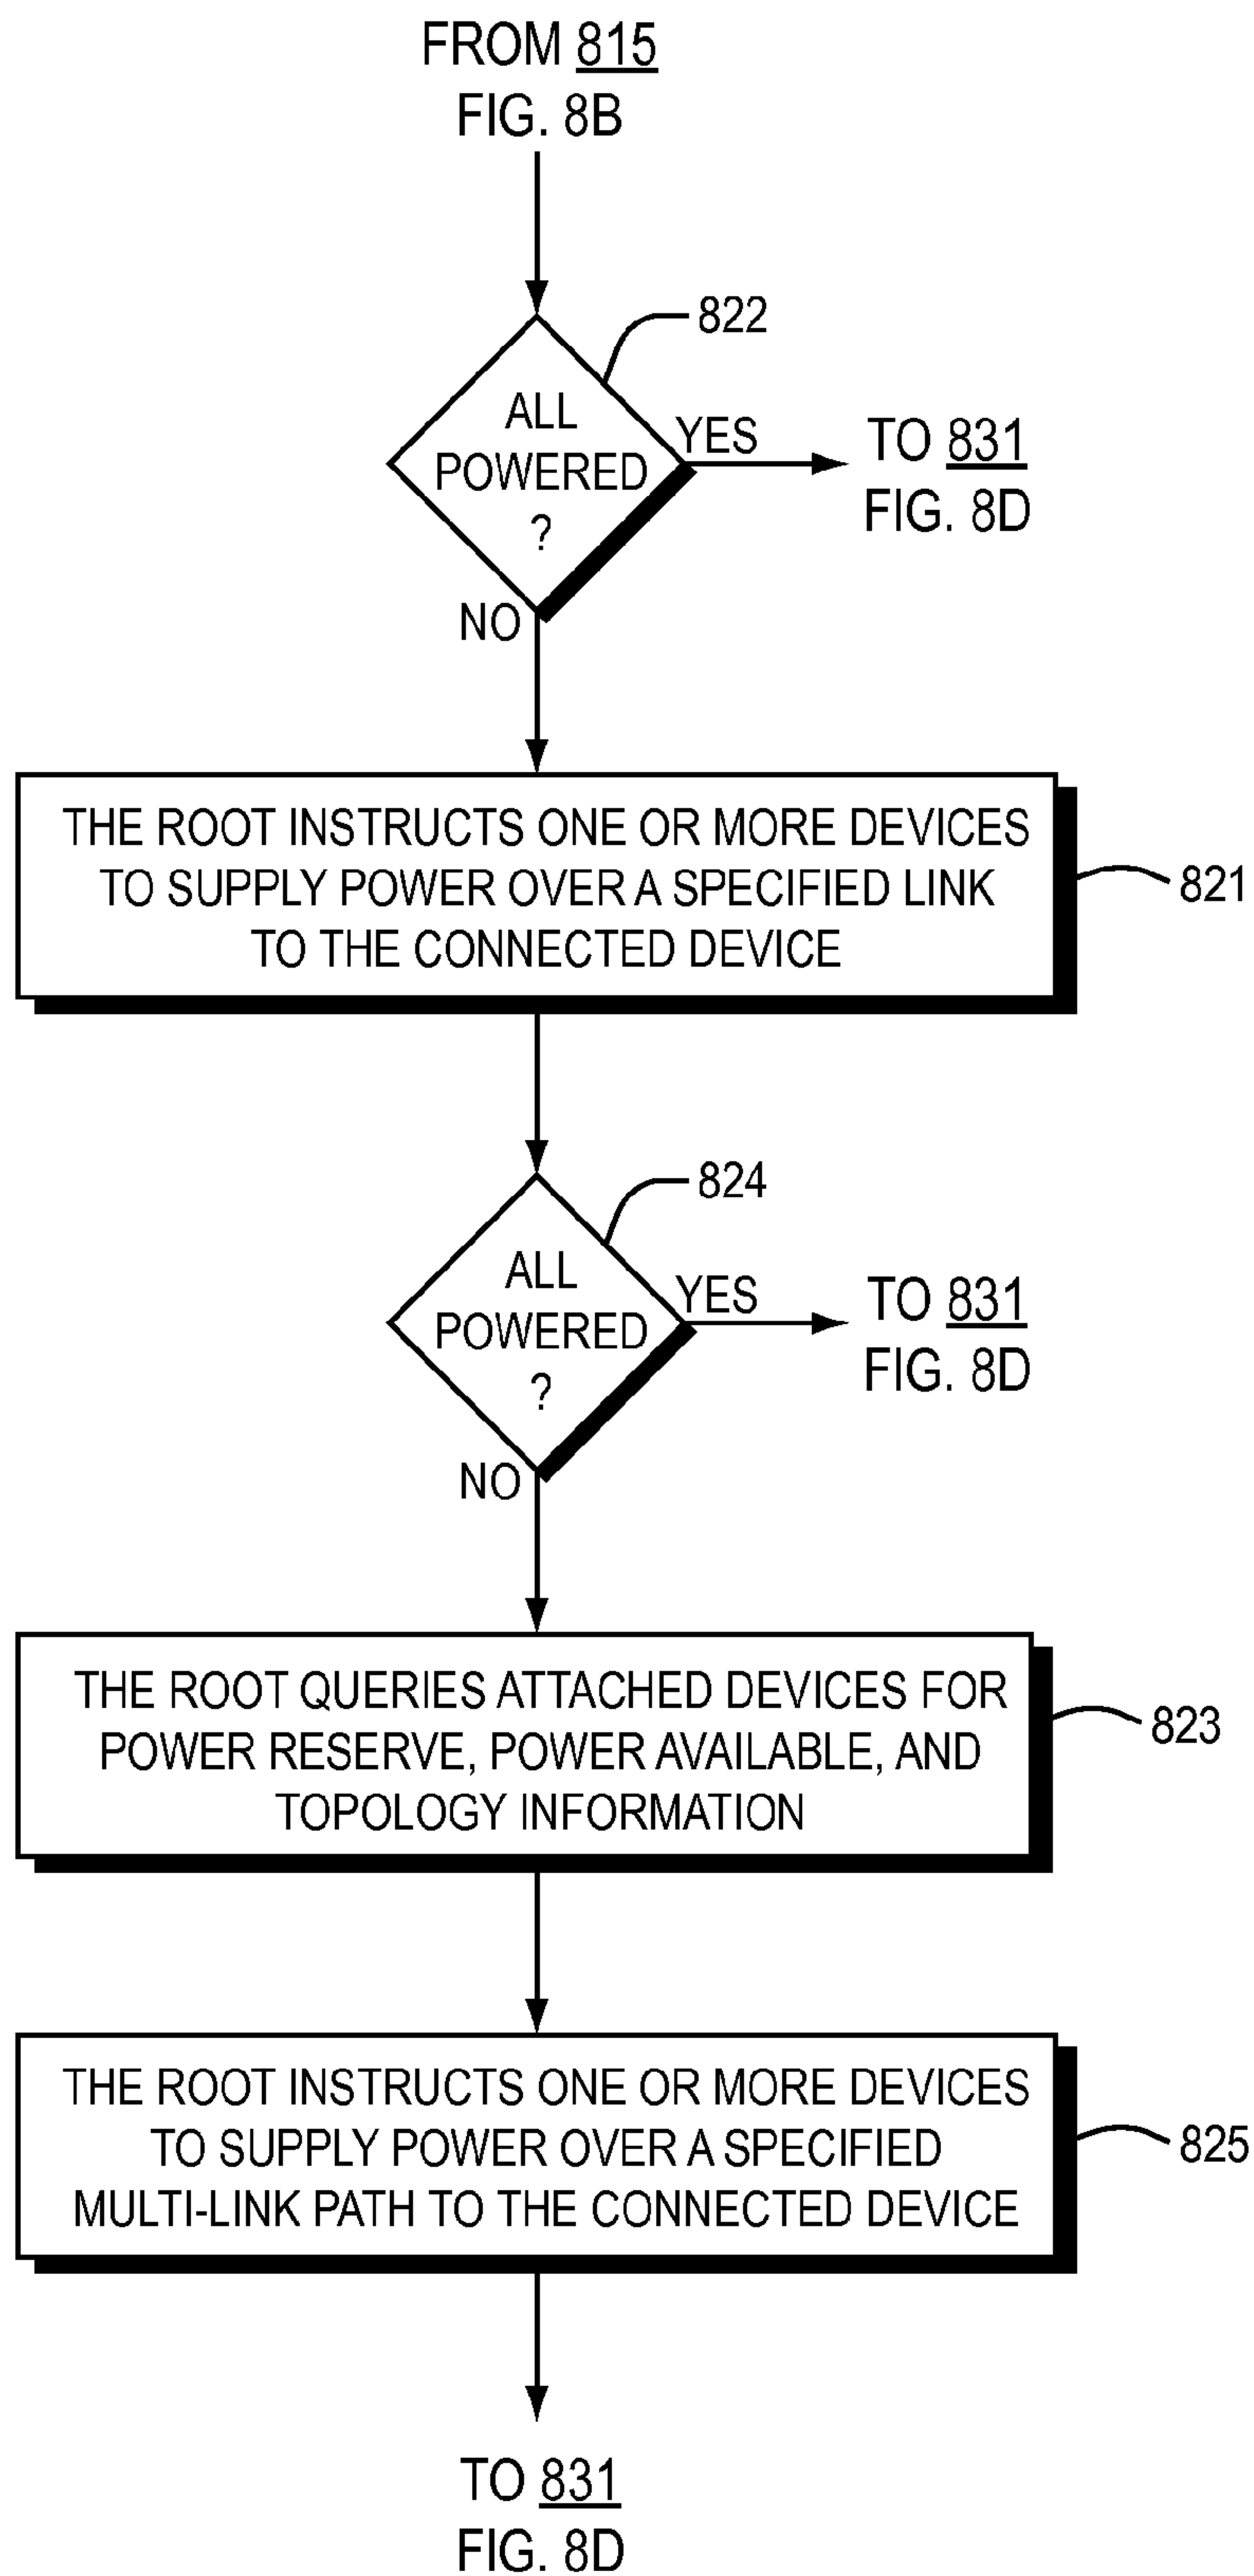 FROM 815
FIG. 8B
822
ALL
POWERED
?
YES
TO 831
FIG. 8D
NO
THE ROOT INSTRUCTS ONE OR MORE DEVICES
TO SUPPLY POWER OVER A SPECIFIED LINK
TO THE CONNECTED DEVICE
821
824
ALL
POWERED
?
YES
TO 831
FIG. 8D
NO
THE ROOT QUERIES ATTACHED DEVICES FOR
POWER RESERVE, POWER AVAILABLE, AND
TOPOLOGY INFORMATION
823
THE ROOT INSTRUCTS ONE OR MORE DEVICES
TO SUPPLY POWER OVER A SPECIFIED
MULTI-LINK PATH TO THE CONNECTED DEVICE
825
TO 831
FIG. 8D